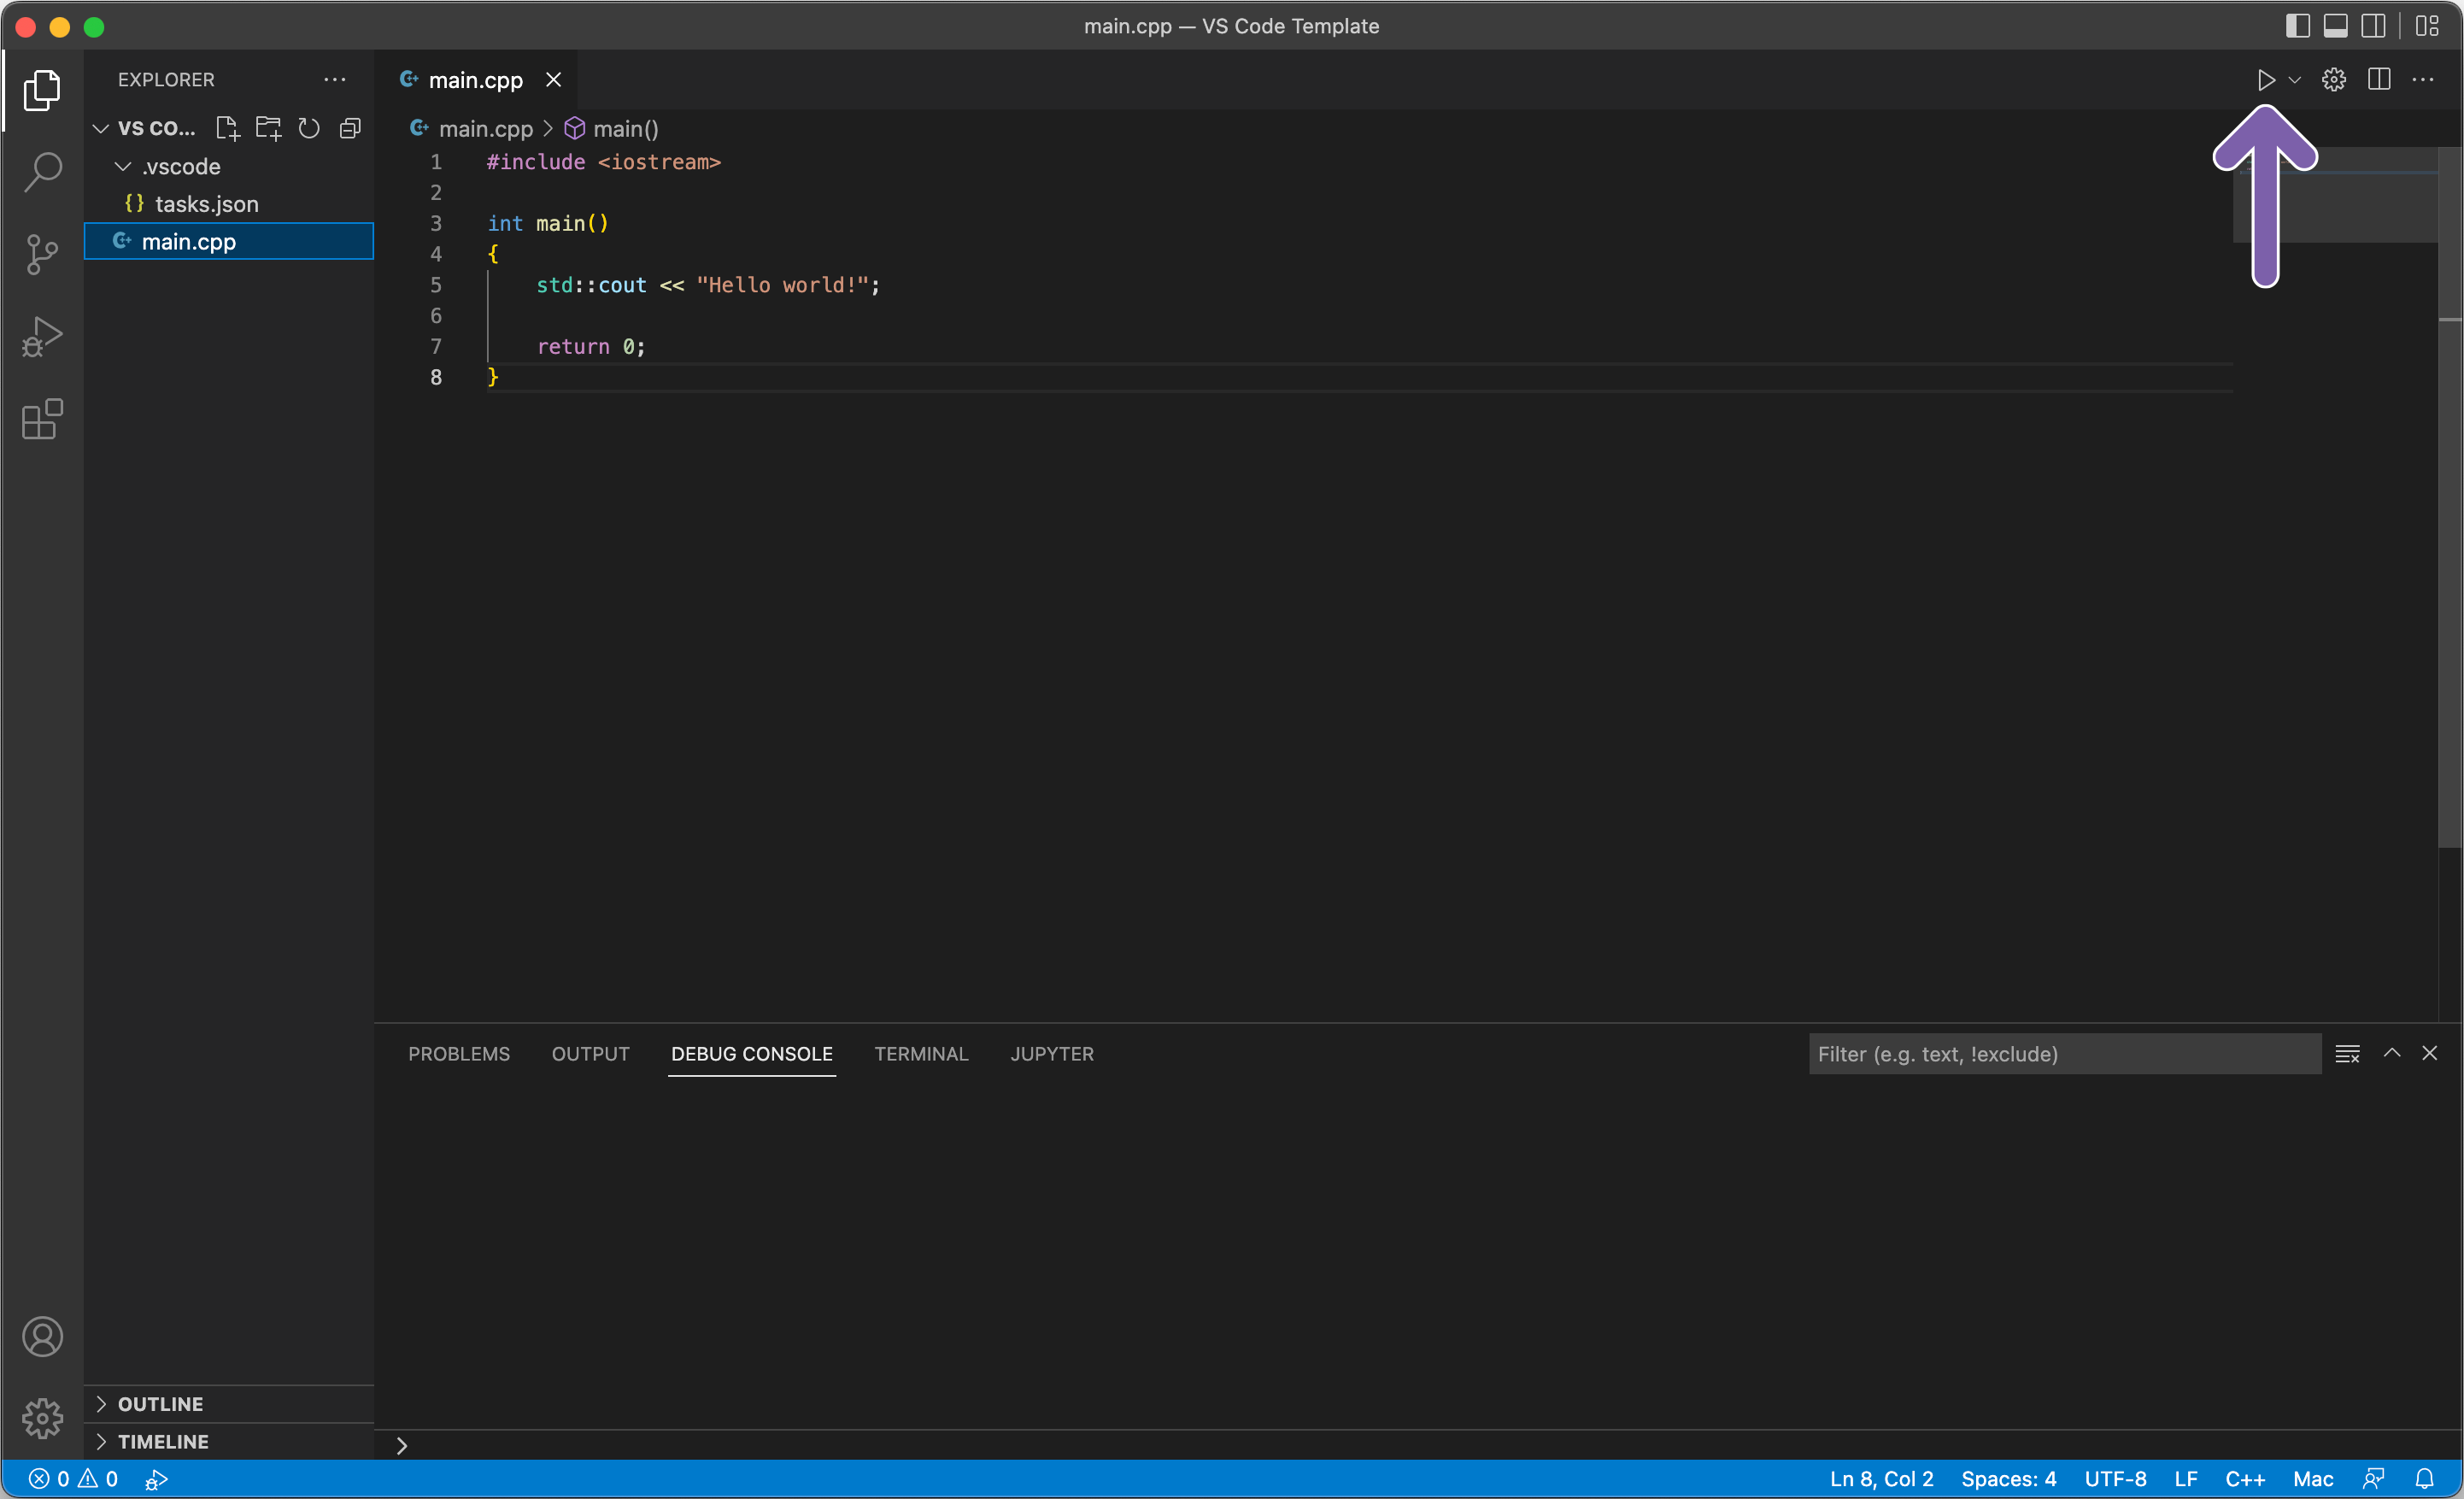 main.cpp — VS Code Template
EXPLORER
main.cpp
VS CO...
main.cpp > main()
.vscode
{} tasks.json
main.cpp
1 #include <iostream>
2
3 int main()
4 {
5     std::cout << "Hello world!";
6
7     return 0;
8 }
PROBLEMS OUTPUT DEBUG CONSOLE TERMINAL JUPYTER Filter (e.g. text, !exclude)
OUTLINE
TIMELINE
>
0 0 Ln 8, Col 2 Spaces: 4 UTF-8 LF C++ Mac